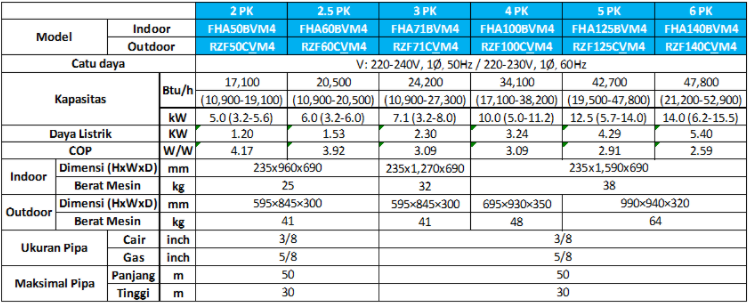 Model 2 PK 2.5 PK 3 PK 4 PK 5 PK 6 PK
Indoor FHA50BVM4 FHA60BVM4 FHA71BVM4 FHA100BVM4 FHA125BVM4 FHA140BVM4
Outdoor RZF50CVM4 RZF60CVM4 RZF71CVM4 RZF100CVM4 RZF125CVM4 RZF140CVM4
Catu daya V: 220-240V, 1Ø, 50Hz / 220-230V, 1Ø, 60Hz
Kapasitas Btu/h 17,100 20,500 24,200 34,100 42,700 47,800
(10,900-19,100) (10,900-20,500) (10,900-27,300) (17,100-38,200) (19,500-47,800) (21,200-52,900)
kW 5.0 (3.2-5.6) 6.0 (3.2-6.0) 7.1 (3.2-8.0) 10.0 (5.0-11.2) 12.5 (5.7-14.0) 14.0 (6.2-15.5)
Daya Listrik KW 1.20 1.53 2.30 3.24 4.29 5.40
COP W/W 4.17 3.92 3.09 3.09 2.91 2.59
Indoor Dimensi (HxWxD) mm 235x960x690 235x1,270x690 235x1,590x690
Berat Mesin kg 25 32 38
Outdoor Dimensi (HxWxD) mm 595×845×300 595×845×300 695×930×350 990×940×320
Berat Mesin kg 41 41 48 64
Ukuran Pipa Cair inch 3/8 3/8
Gas inch 5/8 5/8
Maksimal Pipa Panjang m 50 50
Tinggi m 30 30